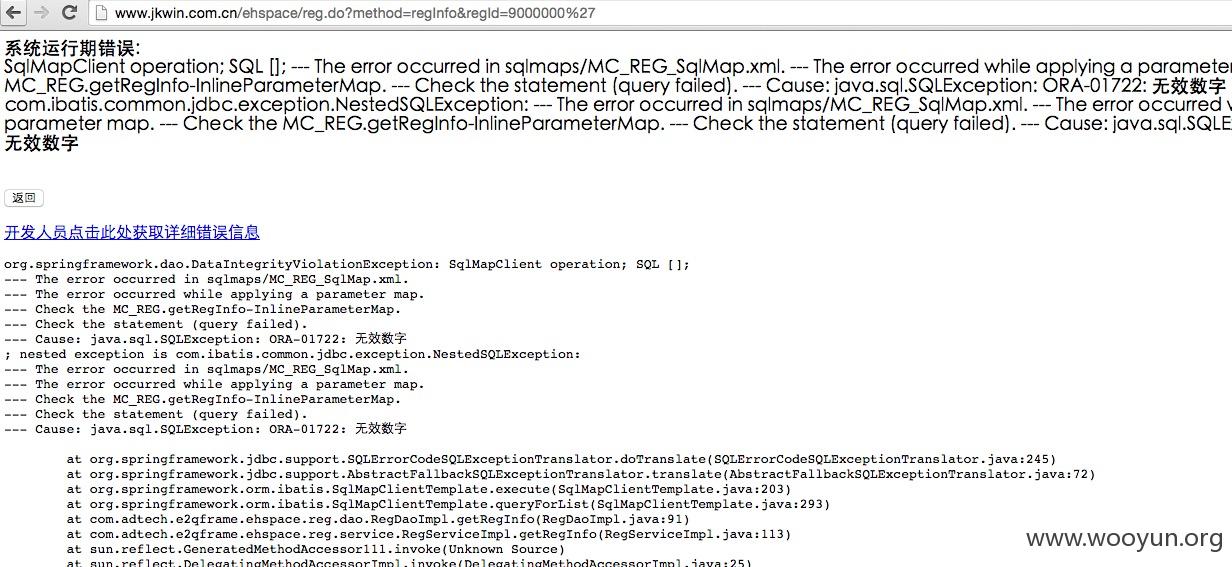 www.jkwin.com.cn/ehspace/reg.do?method=regInfo&regId=9000000%27
系统运行期错误:
SqlMapClient operation; SQL []; --- The error occurred in sqlmaps/MC_REG_SqlMap.xml. --- The error occurred while applying a parameter
MC_REG.getRegInfo-InlineParameterMap. --- Check the statement (query failed). --- Cause: java.sql.SQLException: ORA-01722: 无效数字
com.ibatis.common.jdbc.exception.NestedSQLException: --- The error occurred in sqlmaps/MC_REG_SqlMap.xml. --- The error occurred
parameter map. --- Check the MC_REG.getRegInfo-InlineParameterMap. --- Check the statement (query failed). --- Cause: java.sql.SQLE
无效数字
返回
开发人员点击此处获取详细错误信息
org.springframework.dao.DataIntegrityViolationException: SqlMapClient operation; SQL [];
--- The error occurred in sqlmaps/MC_REG_SqlMap.xml.
--- The error occurred while applying a parameter map.
--- Check the MC_REG.getRegInfo-InlineParameterMap.
--- Check the statement (query failed).
--- Cause: java.sql.SQLException: ORA-01722: 无效数字
; nested exception is com.ibatis.common.jdbc.exception.NestedSQLException:
--- The error occurred in sqlmaps/MC_REG_SqlMap.xml.
--- The error occurred while applying a parameter map.
--- Check the MC_REG.getRegInfo-InlineParameterMap.
--- Check the statement (query failed).
--- Cause: java.sql.SQLException: ORA-01722: 无效数字
at org.springframework.jdbc.support.SQLErrorCodeSQLExceptionTranslator.doTranslate(SQLErrorCodeSQLExceptionTranslator.java:245)
at org.springframework.jdbc.support.AbstractFallbackSQLExceptionTranslator.translate(AbstractFallbackSQLExceptionTranslator.java:72)
at org.springframework.orm.ibatis.SqlMapClientTemplate.execute(SqlMapClientTemplate.java:203)
at org.springframework.orm.ibatis.SqlMapClientTemplate.queryForList(SqlMapClientTemplate.java:293)
at com.adtech.e2qframe.ehspace.reg.dao.RegDaoImpl.getRegInfo(RegDaoImpl.java:91)
at com.adtech.e2qframe.ehspace.reg.service.RegServiceImpl.getRegInfo(RegServiceImpl.java:113)
at sun.reflect.GeneratedMethodAccessor111.invoke(Unknown Source)
at sun.reflect.DelegatingMethodAccessorImpl.invoke(DelegatingMethodAccessorImpl.java:25)
www.wooyun.org